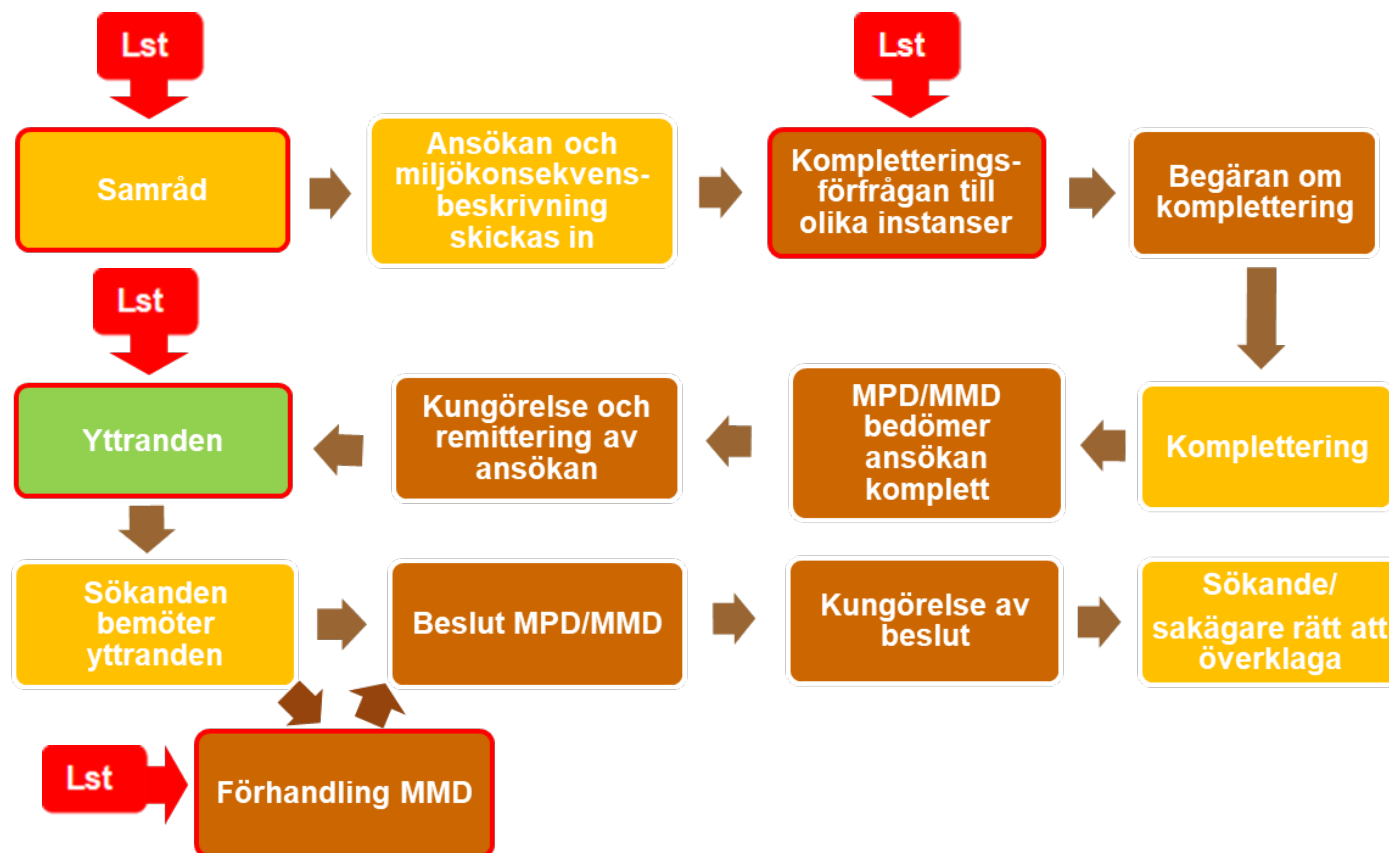 Lst
Lst
Samråd
Ansökan och
miljökonsekvens-
beskrivning
skickas in
Kompletterings-
förfrågan till
olika instanser
Begäran om
komplettering
Lst
Yttranden
Kungörelse och
remittering av
ansökan
MPD/MMD
bedömer
ansökan
komplett
Komplettering
Sökanden
bemöter
yttranden
Beslut MPD/MMD
Kungörelse av
beslut
Sökande/
sakägare rätt att
överklaga
Lst
Förhandling MMD